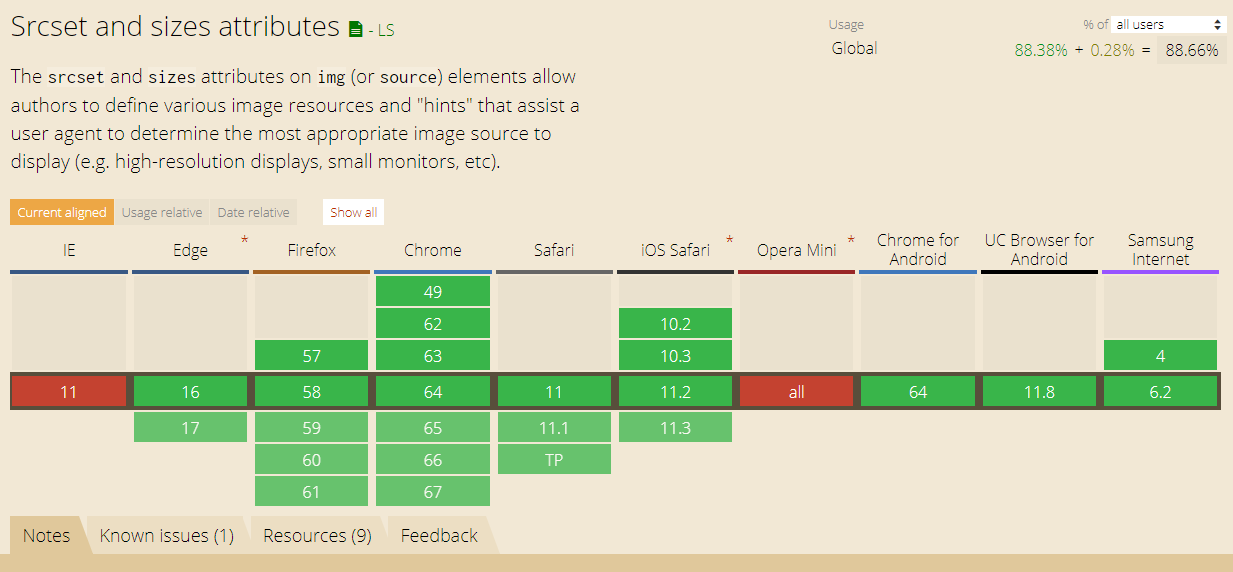 Srcset and sizes attributes - LS
Usage % of all users
Global 88.38% + 0.28% = 88.66%
The srcset and sizes attributes on img (or source) elements allow
authors to define various image resources and "hints" that assist a
user agent to determine the most appropriate image source to
display (e.g. high-resolution displays, small monitors, etc).
Current aligned Usage relative Date relative Show all
IE Edge * Firefox Chrome Safari iOS Safari * Opera Mini * Chrome for Android UC Browser for Android Samsung Internet
49
62 10.2
57 63 10.3 4
11 16 58 64 11 11.2 all 64 11.8 6.2
17 59 65 11.1 11.3
60 66 TP
61 67
Notes Known issues (1) Resources (9) Feedback